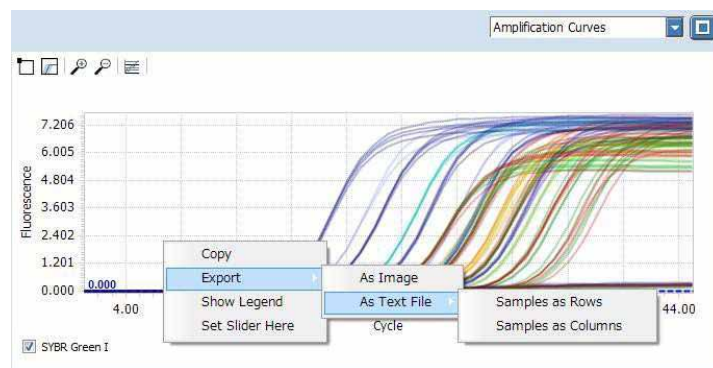 Amplification Curves
7.206
6.005
4.804
3.603
2.402
1.201
0.000
Fluorescence
0.000
Copy
Export
Show Legend
Set Slider Here
As Image
As Text File
Samples as Rows
Samples as Columns
4.00
Cycle
44.00
SYBR Green I